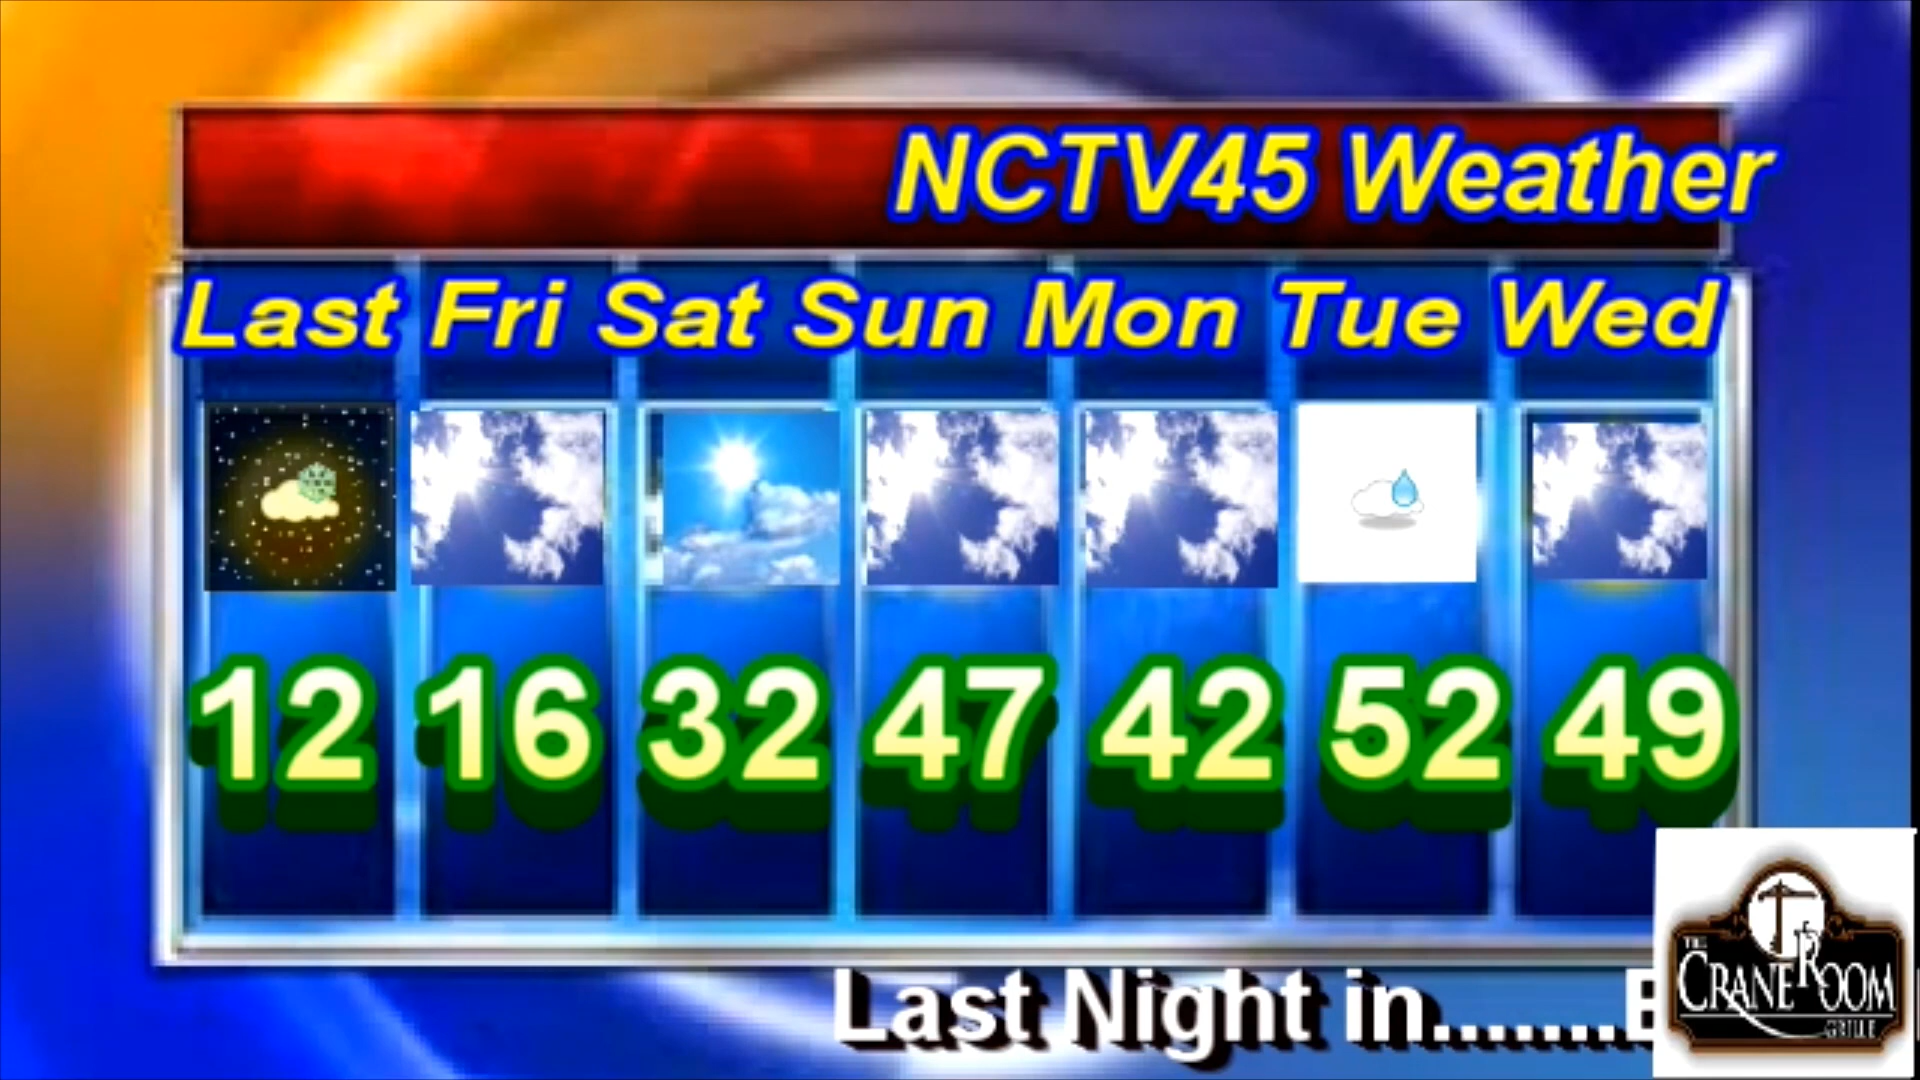 NCTV45 Weather
Last Fri Sat Sun Mon Tue Wed
12 16 32 47 42 52 49
Last Night in.......
THE
CRANE ROOM
GRILLE